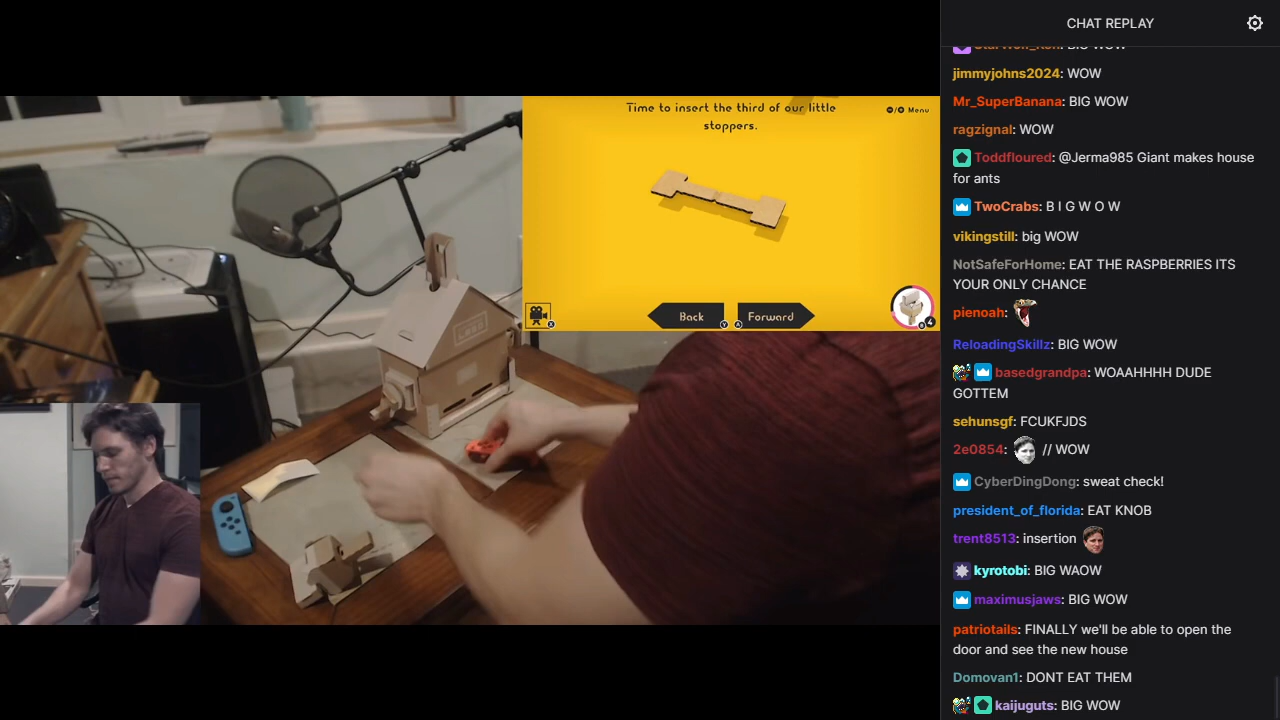 CHAT REPLAY
BIG WOW
jimmyjohns2024: WOW
Mr_SuperBanana: BIG WOW
ragzignal: WOW
Toddfloured: @Jerma985 Giant makes house
for ants
TwoCrabs: B I G W O W
vikingstill: big WOW
NotSafeForHome: EAT THE RASPBERRIES ITS
YOUR ONLY CHANCE
pienoah:
ReloadingSkillz: BIG WOW
basedgrandpa: WOAAHHHH DUDE
GOTTEM
sehunsgf: FCUKFJDS
2e0854: // WOW
CyberDingDong: sweat check!
president_of_florida: EAT KNOB
trent8513: insertion
kyrotobi: BIG WAOW
maximusjaws: BIG WOW
patriotails: FINALLY we'll be able to open the
door and see the new house
Domovan1: DONT EAT THEM
kaijuguts: BIG WOW
Time to insert the third of our little
stoppers.
Menu
Back
Forward